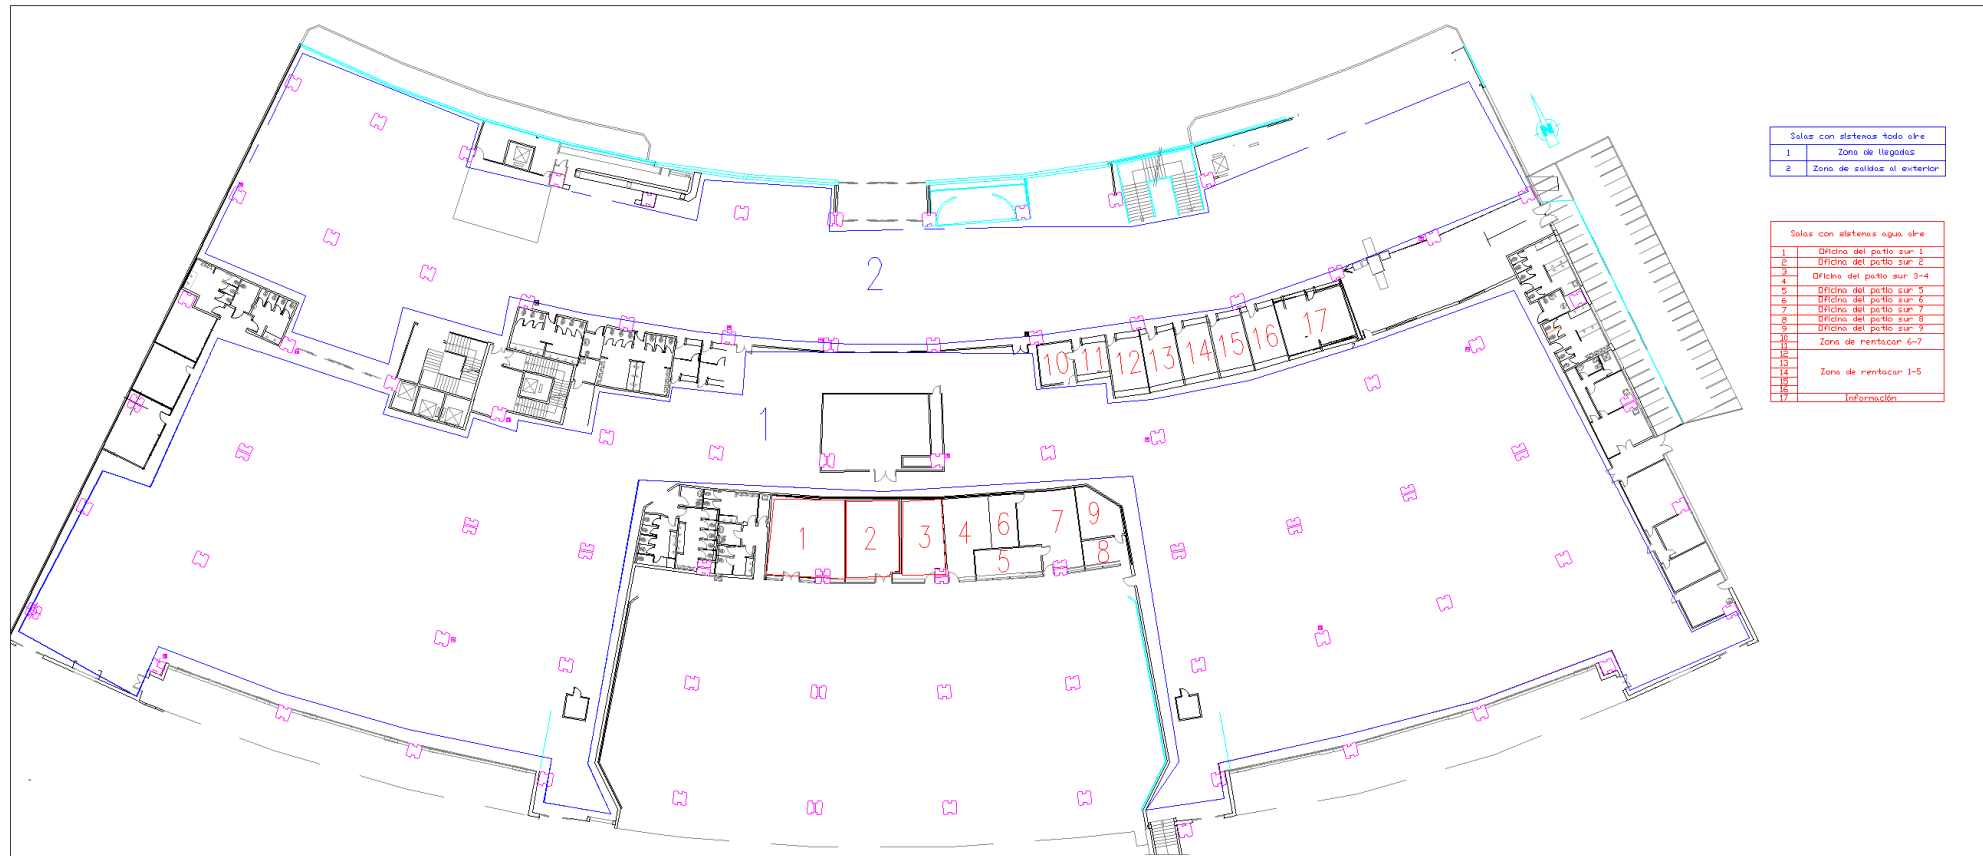 N
Salas con sistemas todo aire
1 Zona de llegadas
2 Zona de salidas al exterior
2
Salas con sistemas agua aire
1 Oficina del patio sur 1
2 Oficina del patio sur 2
3
4 Oficina del patio sur 3-4
5 Oficina del patio sur 5
6 Oficina del patio sur 6
7 Oficina del patio sur 7
8 Oficina del patio sur 8
9 Oficina del patio sur 9
10
11 Zona de rentacar 6-7
12
13
14 Zona de rentacar 1-5
15
16
17 Información
10 11 12 13 14 15 16 17
1
1 2 3 4 5 6 7 8 9